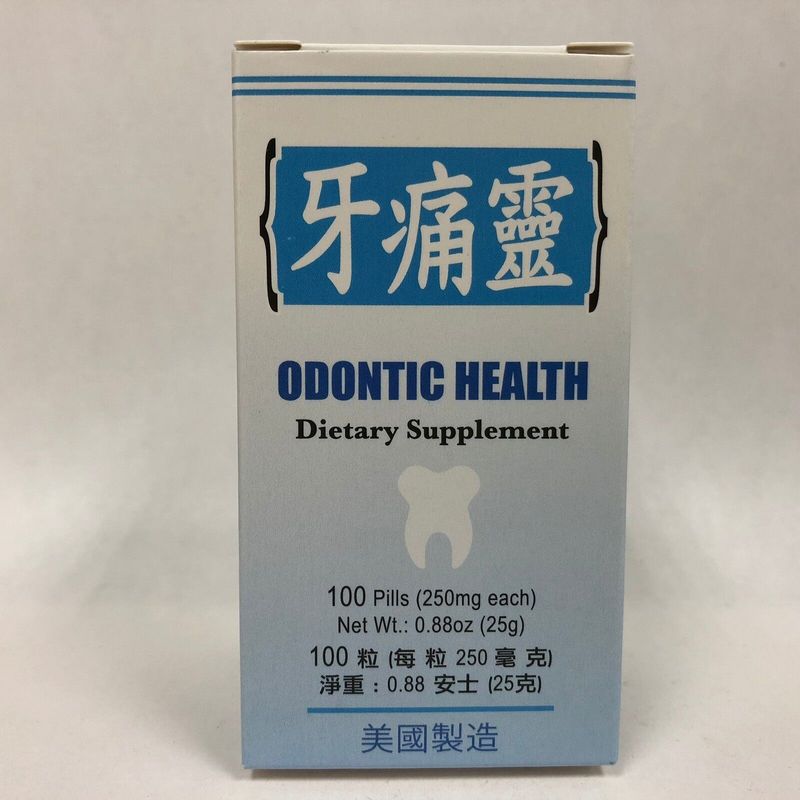 牙痛靈
ODONTIC HEALTH
Dietary Supplement
100 Pills (250mg each)
Net Wt.: 0.88oz (25g)
100 粒 (每 粒 250 毫 克)
淨重 : 0.88 安士 (25克)
美國製造